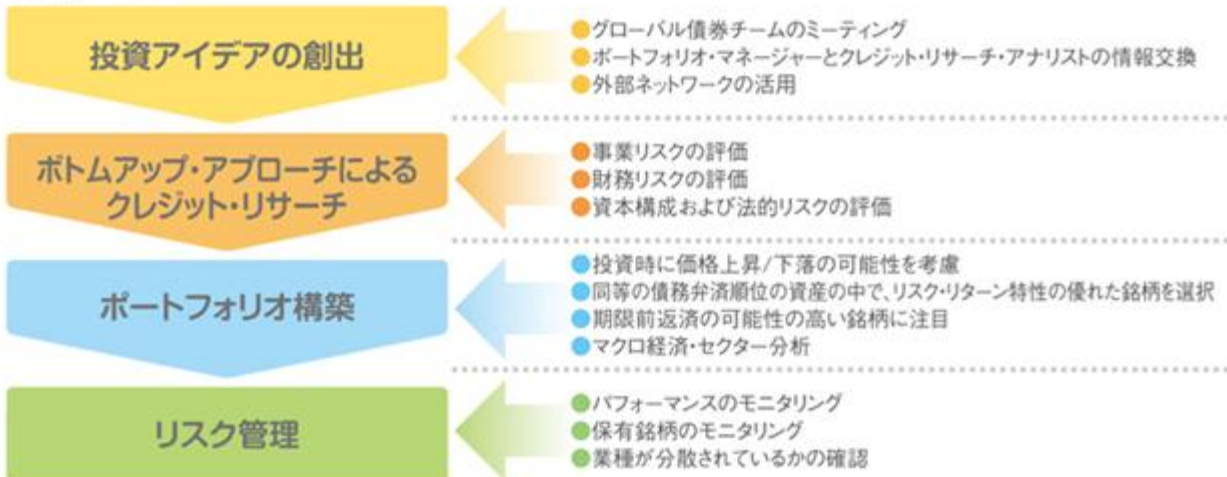 投資アイデアの創出
●グローバル債券チームのミーティング
●ポートフォリオ・マネージャーとクレジット・リサーチ・アナリストの情報交換
●外部ネットワークの活用
ボトムアップ・アプローチによる
クレジット・リサーチ
●事業リスクの評価
●財務リスクの評価
●資本構成および法的リスクの評価
ポートフォリオ構築
●投資時に価格上昇/下落の可能性を考慮
●同等の債務弁済順位の資産の中で、リスク・リターン特性の優れた銘柄を選択
●期限前返済の可能性の高い銘柄に注目
●マクロ経済・セクター分析
リスク管理
●パフォーマンスのモニタリング
●保有銘柄のモニタリング
●業種が分散されているかの確認